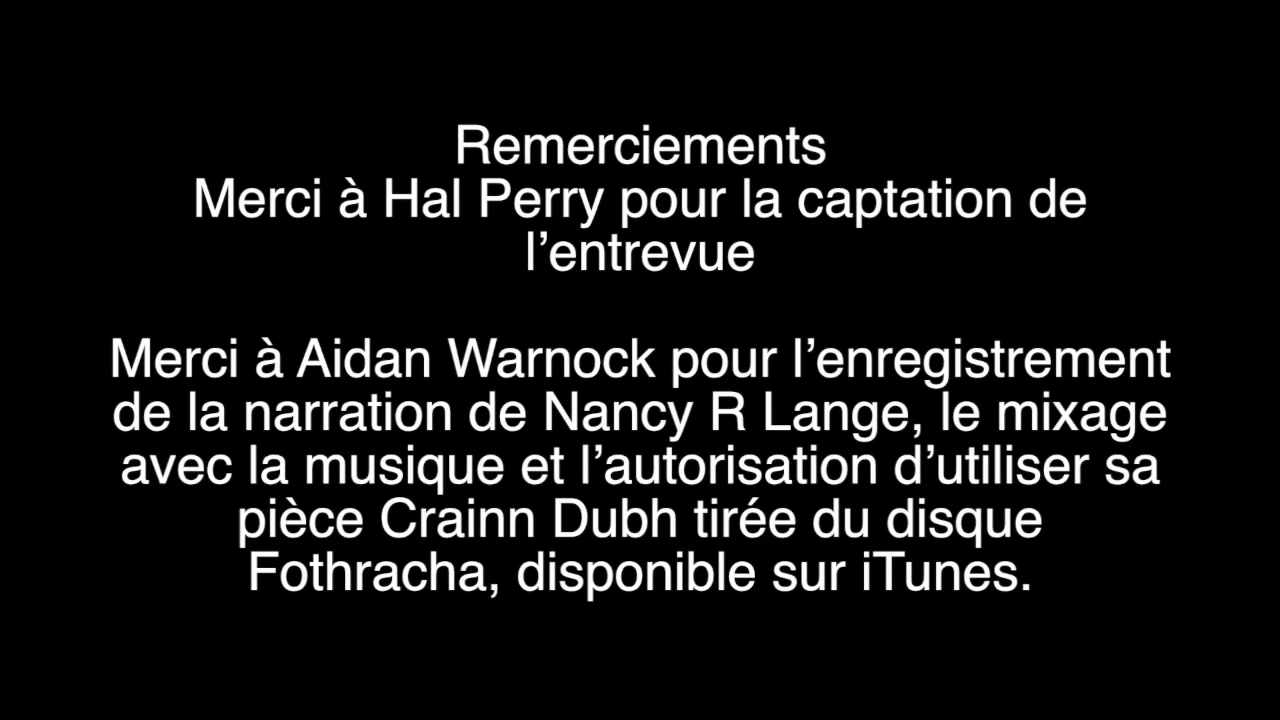 Remerciements
Merci à Hal Perry pour la captation de
l’entrevue
Merci à Aidan Warnock pour l’enregistrement
de la narration de Nancy R Lange, le mixage
avec la musique et l’autorisation d’utiliser sa
pièce Crainn Dubh tirée du disque
Fothracha, disponible sur iTunes.